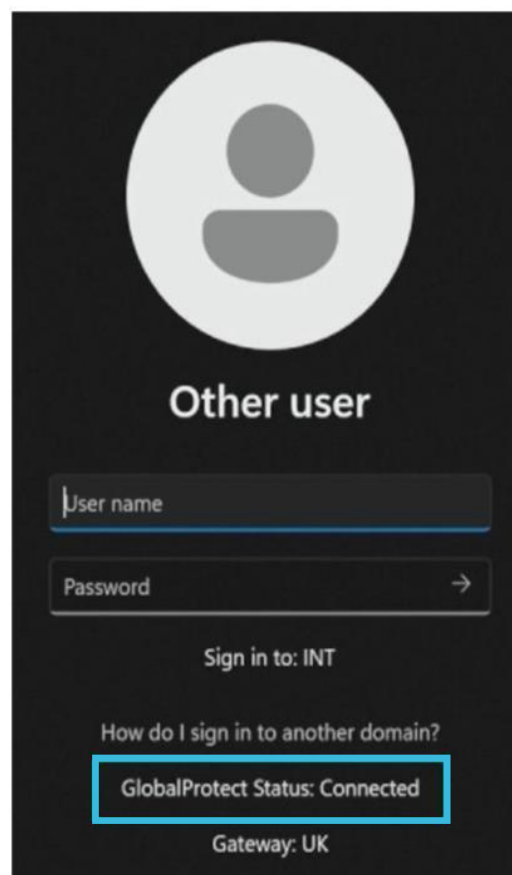 Other user
User name
Password
Sign in to: INT
How do I sign in to another domain?
GlobalProtect Status: Connected
Gateway: UK